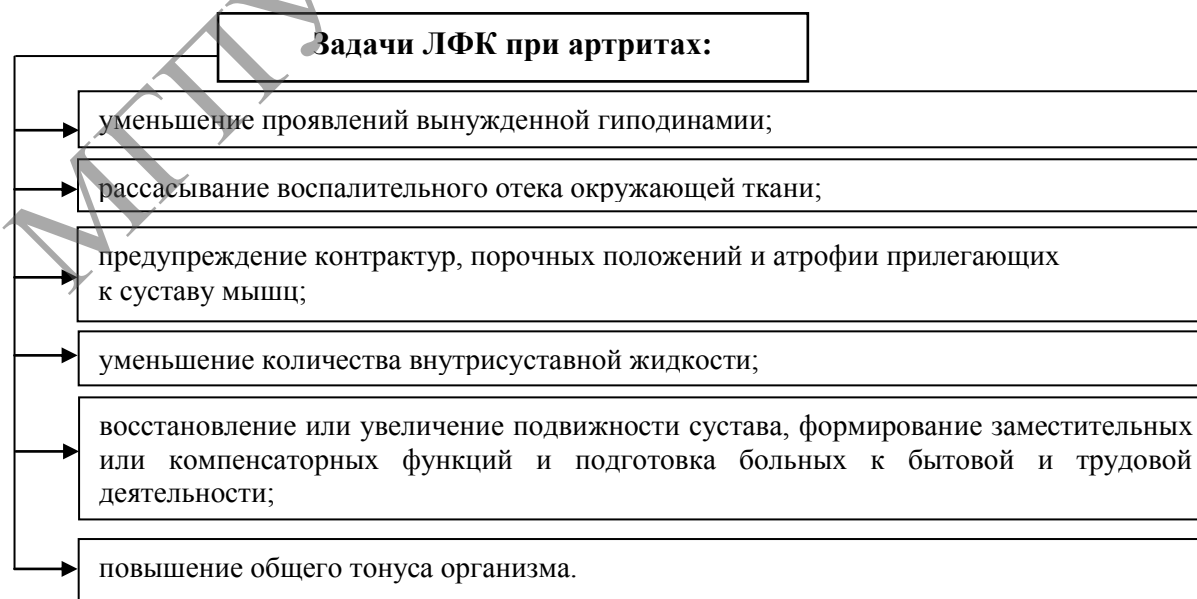 Задачи ЛФК при артритах:
уменьшение проявлений вынужденной гиподинамии;
рассасывание воспалительного отека окружающей ткани;
предупреждение контрактур, порочных положений и атрофии прилегающих
к суставу мышц;
уменьшение количества внутрисуставной жидкости;
восстановление или увеличение подвижности сустава, формирование заместительных
или компенсаторных функций и подготовка больных к бытовой и трудовой
деятельности;
повышение общего тонуса организма.
МГПУ